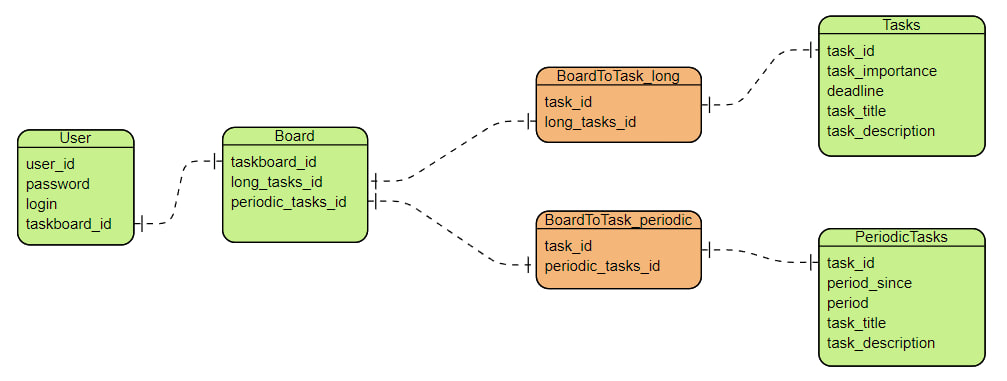 User
user_id
password
login
taskboard_id
Board
taskboard_id
long_tasks_id
periodic_tasks_id
BoardToTask_long
task_id
long_tasks_id
BoardToTask_periodic
task_id
periodic_tasks_id
Tasks
task_id
task_importance
deadline
task_title
task_description
PeriodicTasks
task_id
period_since
period
task_title
task_description